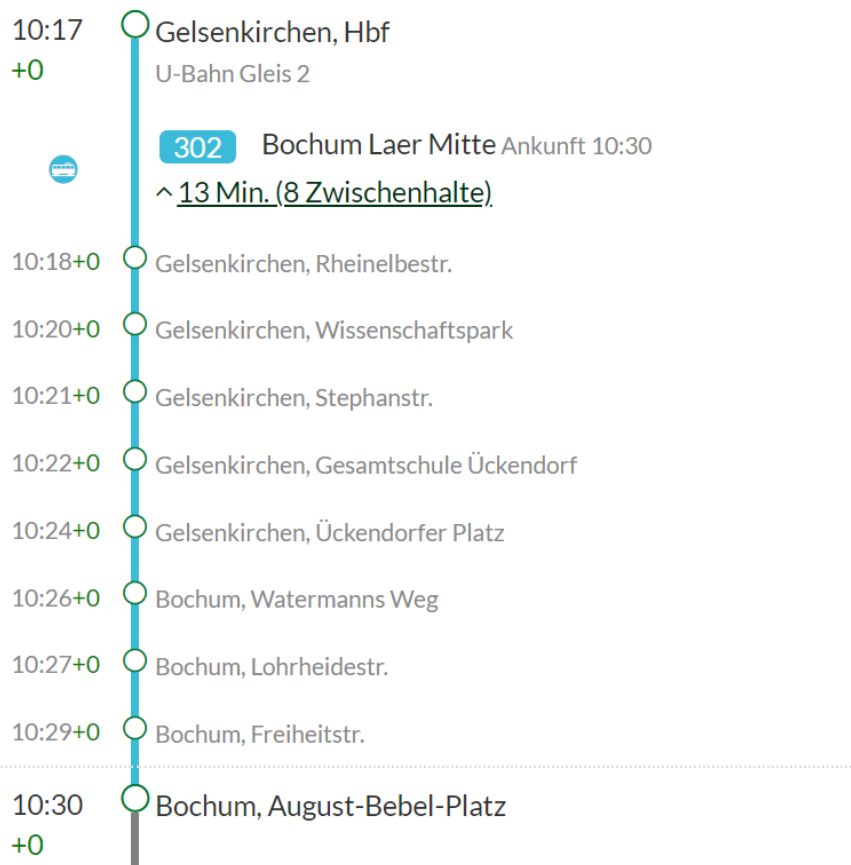 10:17 Gelsenkirchen, Hbf
+0 U-Bahn Gleis 2
302 Bochum Laer Mitte Ankunft 10:30
13 Min. (8 Zwischenhalte)
10:18+0 Gelsenkirchen, Rheinelbestr.
10:20+0 Gelsenkirchen, Wissenschaftspark
10:21+0 Gelsenkirchen, Stephanstr.
10:22+0 Gelsenkirchen, Gesamtschule Ückendorf
10:24+0 Gelsenkirchen, Ückendorfer Platz
10:26+0 Bochum, Watermanns Weg
10:27+0 Bochum, Lohrheidestr.
10:29+0 Bochum, Freiheitstr.
10:30 Bochum, August-Bebel-Platz
+0